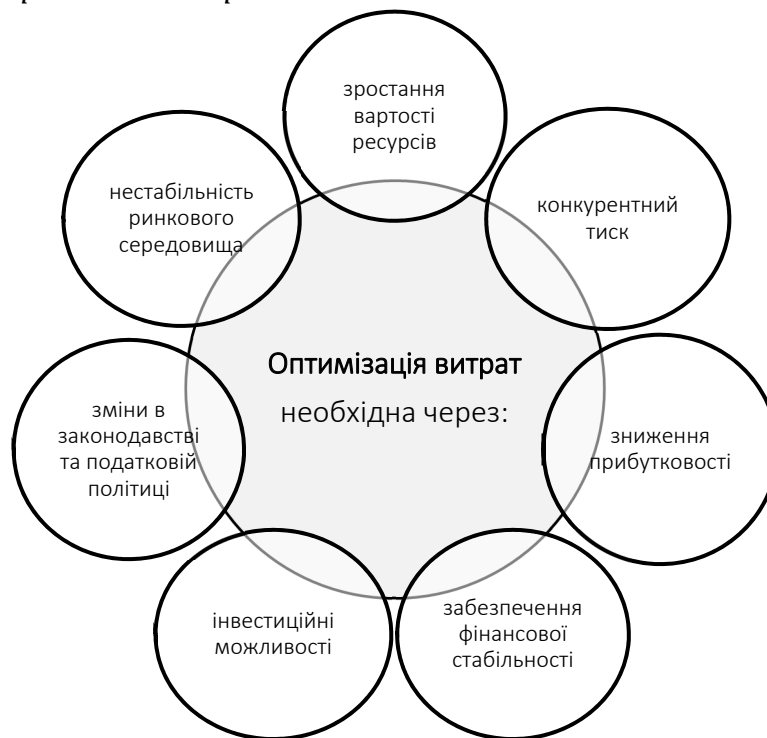 зростання
вартості
ресурсів
конкурентний
тиск
зниження
прибутковості
забезпечення
фінансової
стабільності
інвестиційні
можливості
зміни в
законодавстві
та податковій
політиці
нестабільність
ринкового
середовища
Оптимізація витрат
необхідна через: